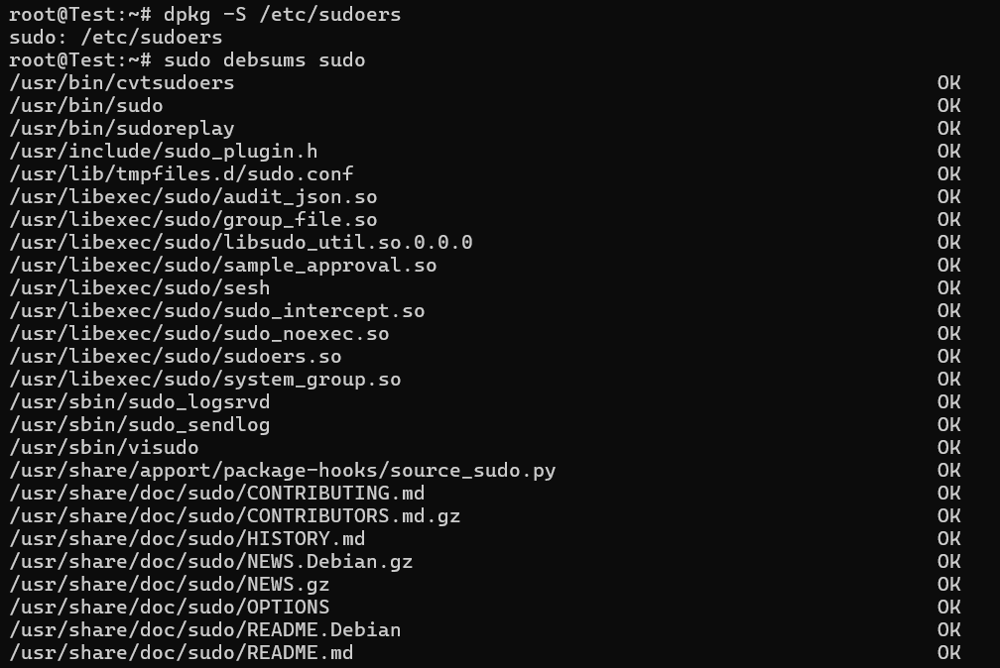 root@Test:~# dpkg -S /etc/sudoers
sudo: /etc/sudoers
root@Test:~# sudo debsums sudo
/usr/bin/cvtsudoers OK
/usr/bin/sudo OK
/usr/bin/sudoreplay OK
/usr/include/sudo_plugin.h OK
/usr/lib/tmpfiles.d/sudo.conf OK
/usr/libexec/sudo/audit_json.so OK
/usr/libexec/sudo/group_file.so OK
/usr/libexec/sudo/libsudo_util.so.0.0.0 OK
/usr/libexec/sudo/sample_approval.so OK
/usr/libexec/sudo/sesh OK
/usr/libexec/sudo/sudo_intercept.so OK
/usr/libexec/sudo/sudo_noexec.so OK
/usr/libexec/sudo/sudoers.so OK
/usr/libexec/sudo/system_group.so OK
/usr/sbin/sudo_logsrvd OK
/usr/sbin/sudo_sendlog OK
/usr/sbin/visudo OK
/usr/share/apport/package-hooks/source_sudo.py OK
/usr/share/doc/sudo/CONTRIBUTING.md OK
/usr/share/doc/sudo/CONTRIBUTORS.md.gz OK
/usr/share/doc/sudo/HISTORY.md OK
/usr/share/doc/sudo/NEWS.Debian.gz OK
/usr/share/doc/sudo/NEWS.gz OK
/usr/share/doc/sudo/OPTIONS OK
/usr/share/doc/sudo/README.Debian OK
/usr/share/doc/sudo/README.md OK